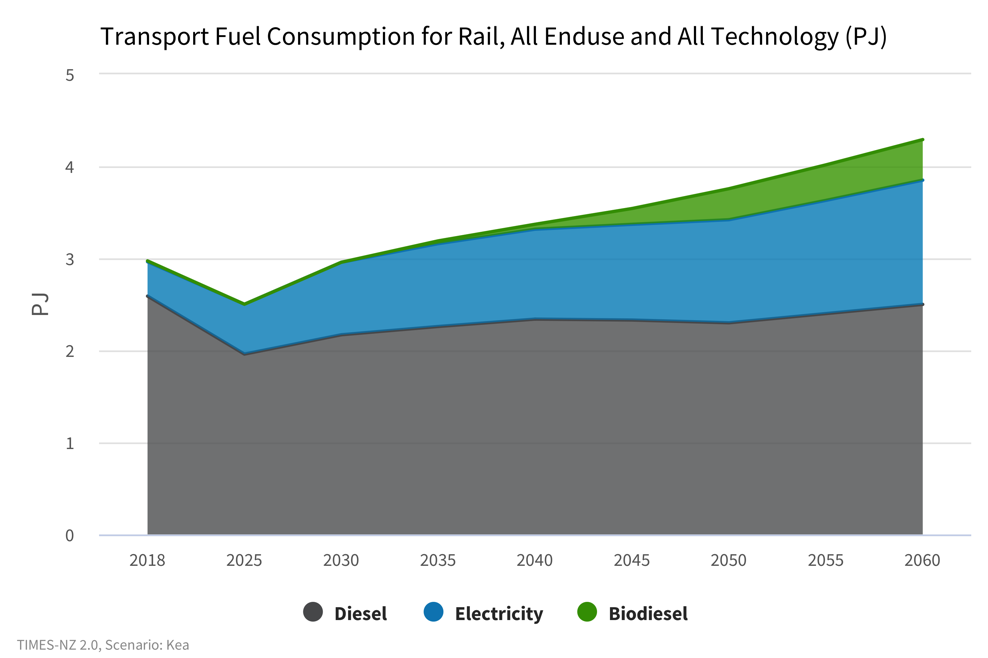 Transport Fuel Consumption for Rail, All Enduse and All Technology (PJ)
5
4
3
2
1
0
PJ
2018 2025 2030 2035 2040 2045 2050 2055 2060
Diesel Electricity Biodiesel
TIMES-NZ 2.0, Scenario: Kea